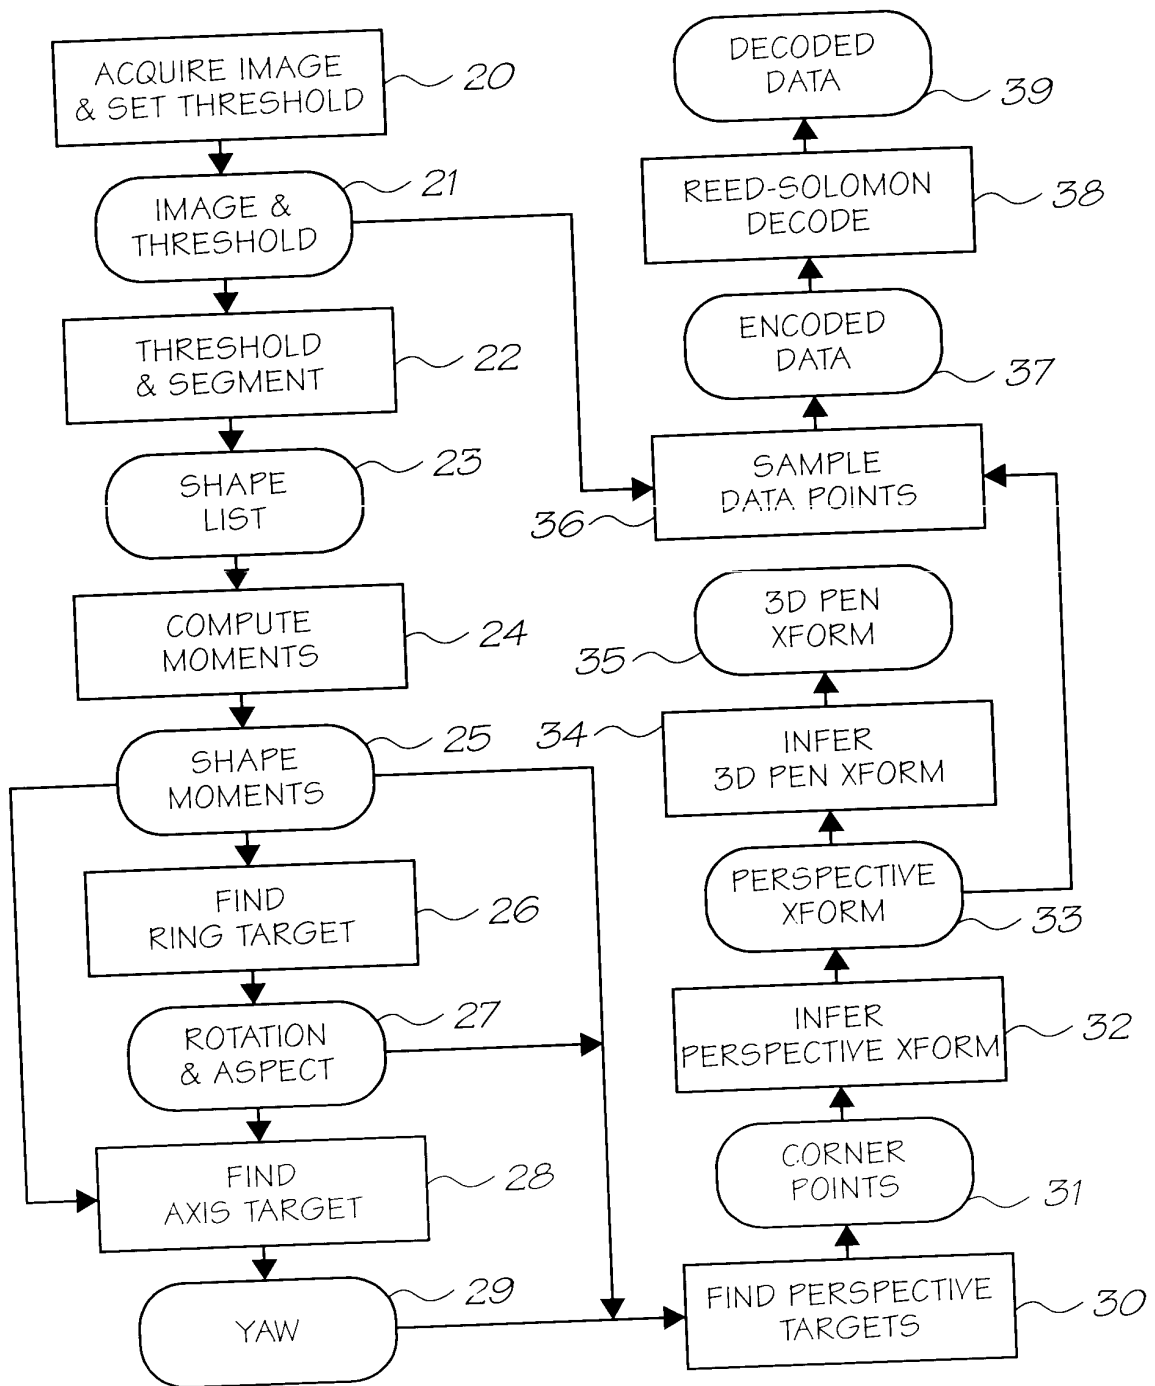 ACQUIRE IMAGE
& SET THRESHOLD
20
IMAGE &
THRESHOLD
21
THRESHOLD
& SEGMENT
22
SHAPE
LIST
23
COMPUTE
MOMENTS
24
SHAPE
MOMENTS
25
FIND
RING TARGET
26
ROTATION
& ASPECT
27
FIND
AXIS TARGET
28
YAW
29
DECODED
DATA
39
REED-SOLOMON
DECODE
38
ENCODED
DATA
37
SAMPLE
DATA POINTS
36
3D PEN
XFORM
35
INFER
3D PEN XFORM
34
PERSPECTIVE
XFORM
33
INFER
PERSPECTIVE XFORM
32
CORNER
POINTS
31
FIND PERSPECTIVE
TARGETS
30